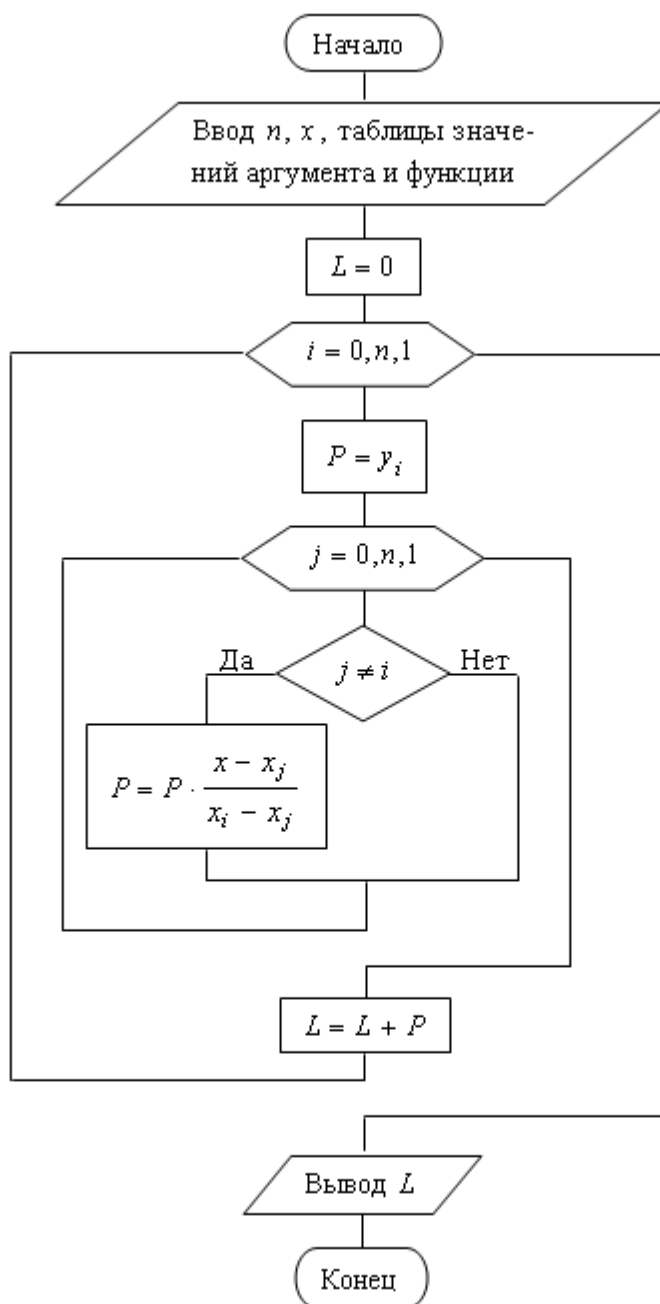 Начало
Ввод n, x, таблицы значе-
ний аргумента и функции
L = 0
i = 0, n, 1
P = y_i
j = 0, n, 1
Да
j ≠ i
Нет
P = P · (x − x_j) / (x_i − x_j)
L = L + P
Вывод L
Конец